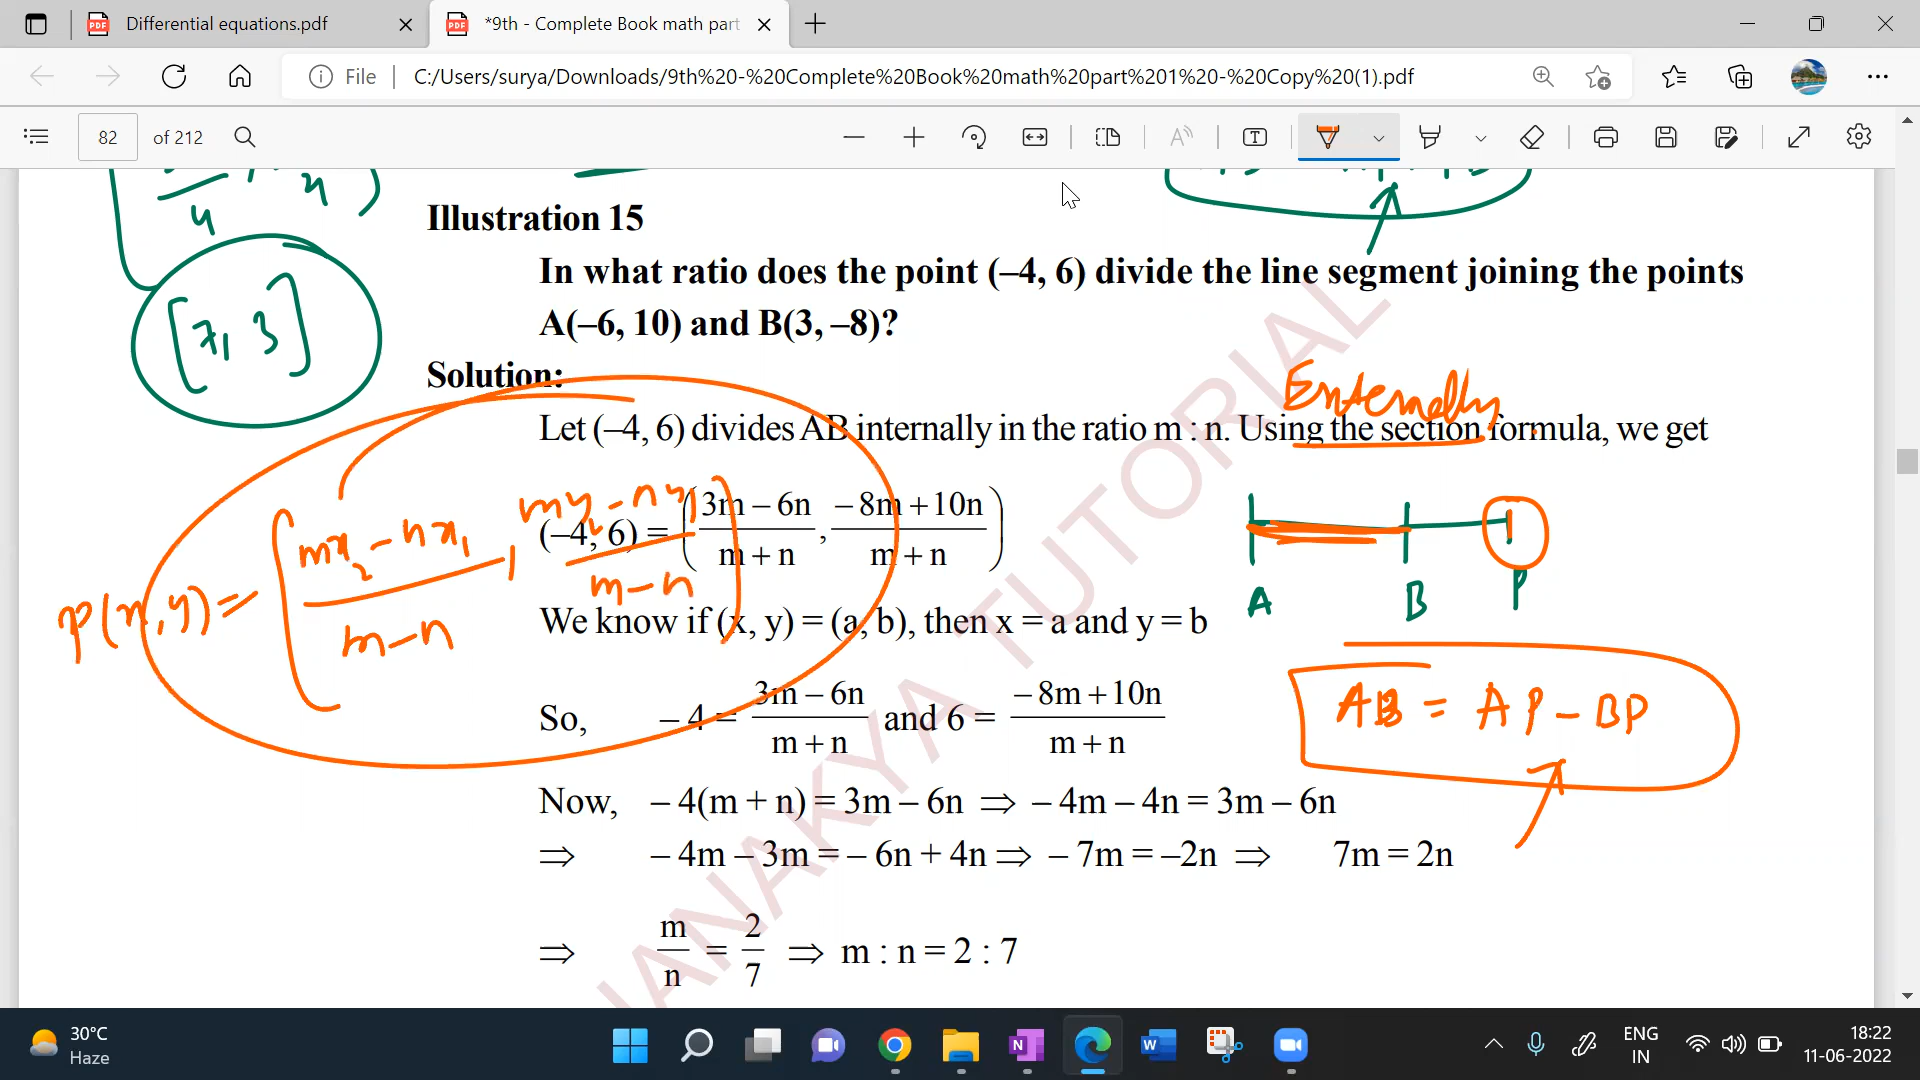 Differential equations.pdf
*9th - Complete Book math part
File
C:/Users/surya/Downloads/9th%20-%20Complete%20Book%20math%20part%201%20-%20Copy%20(1).pdf
82 of 212
4
[7, 3]
Illustration 15
In what ratio does the point (–4, 6) divide the line segment joining the points
A(–6, 10) and B(3, –8)?
Solution:
Externally
Let (–4, 6) divides AB internally in the ratio m : n. Using the section formula, we get
(–4, 6) = (3m – 6n / m + n , – 8m + 10n / m + n)
P(x, y) = [mx₂ – nx₁ / m – n , my₂ – ny₁ / m – n]
A B P
We know if (x, y) = (a, b), then x = a and y = b
So, – 4 = 3m – 6n / m + n and 6 = – 8m + 10n / m + n
AB = AP – BP
Now, – 4(m + n) = 3m – 6n ⇒ – 4m – 4n = 3m – 6n
⇒ – 4m – 3m = – 6n + 4n ⇒ – 7m = –2n ⇒ 7m = 2n
⇒ m / n = 2 / 7 ⇒ m : n = 2 : 7
ANAKYA TUTORIAL
30°C
Haze
ENG
IN
18:22
11-06-2022